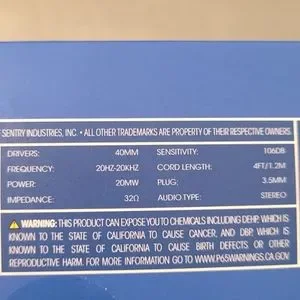 SENTRY INDUSTRIES, INC. • ALL OTHER TRADEMARKS ARE PROPERTY OF THEIR RESPECTIVE OWNERS.
DRIVERS: 40MM SENSITIVITY: 106DB
FREQUENCY: 20HZ-20KHZ CORD LENGTH: 4FT/1.2M
POWER: 20MW PLUG: 3.5MM
IMPEDANCE: 32Ω AUDIO TYPE: STEREO
⚠ WARNING: THIS PRODUCT CAN EXPOSE YOU TO CHEMICALS INCLUDING DEHP, WHICH IS
KNOWN TO THE STATE OF CALIFORNIA TO CAUSE CANCER, AND DBP, WHICH IS
KNOWN TO THE STATE OF CALIFORNIA TO CAUSE BIRTH DEFECTS OR OTHER
REPRODUCTIVE HARM. FOR MORE INFORMATION GO TO WWW.P65WARNINGS.CA.GOV